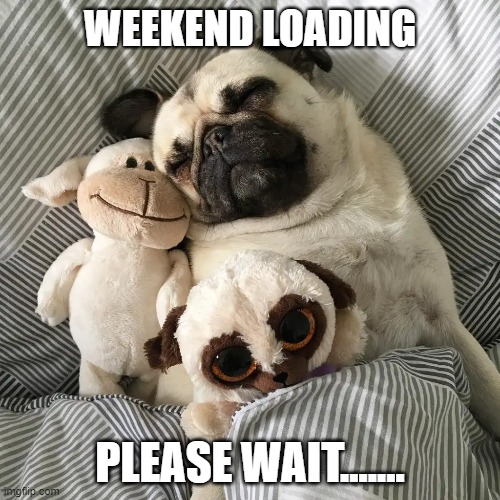 WEEKEND LOADING
PLEASE WAIT.......
imgflip.com